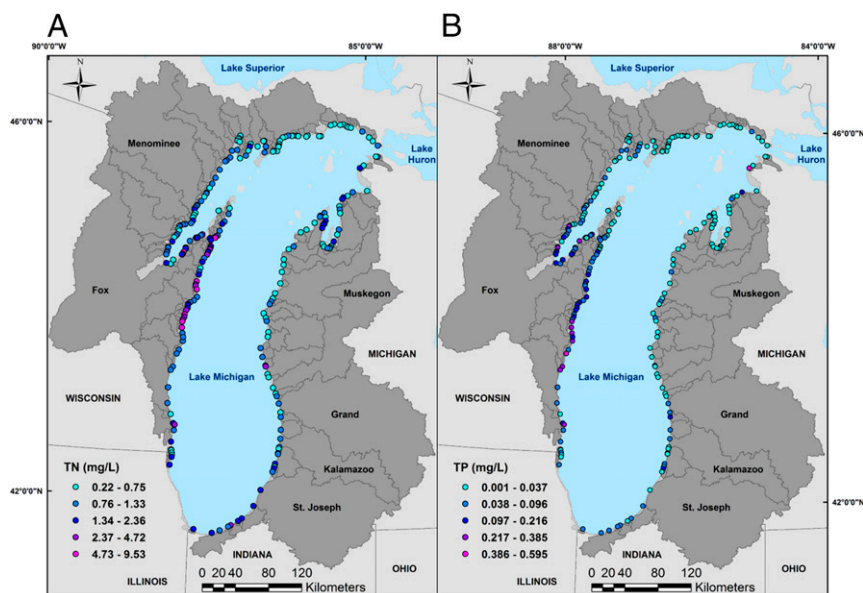 A
90°0'0"W
85°0'0"W
N
Lake Superior
46°0'0"N
Menominee
Lake
Huron
Fox
Muskegon
MICHIGAN
Lake Michigan
WISCONSIN
Grand
TN (mg/L)
0.22 - 0.75
0.76 - 1.33
1.34 - 2.36
2.37 - 4.72
4.73 - 9.53
Kalamazoo
St. Joseph
42°0'0"N
INDIANA
ILLINOIS
OHIO
0 20 40 80 120
Kilometers
B
88°0'0"W
84°0'0"W
N
Lake Superior
46°0'0"N
Menominee
Lake
Huron
Fox
Muskegon
MICHIGAN
Lake Michigan
WISCONSIN
Grand
TP (mg/L)
0.001 - 0.037
0.038 - 0.096
0.097 - 0.216
0.217 - 0.385
0.386 - 0.595
Kalamazoo
St. Joseph
42°0'0"N
INDIANA
ILLINOIS
OHIO
0 20 40 80 120
Kilometers